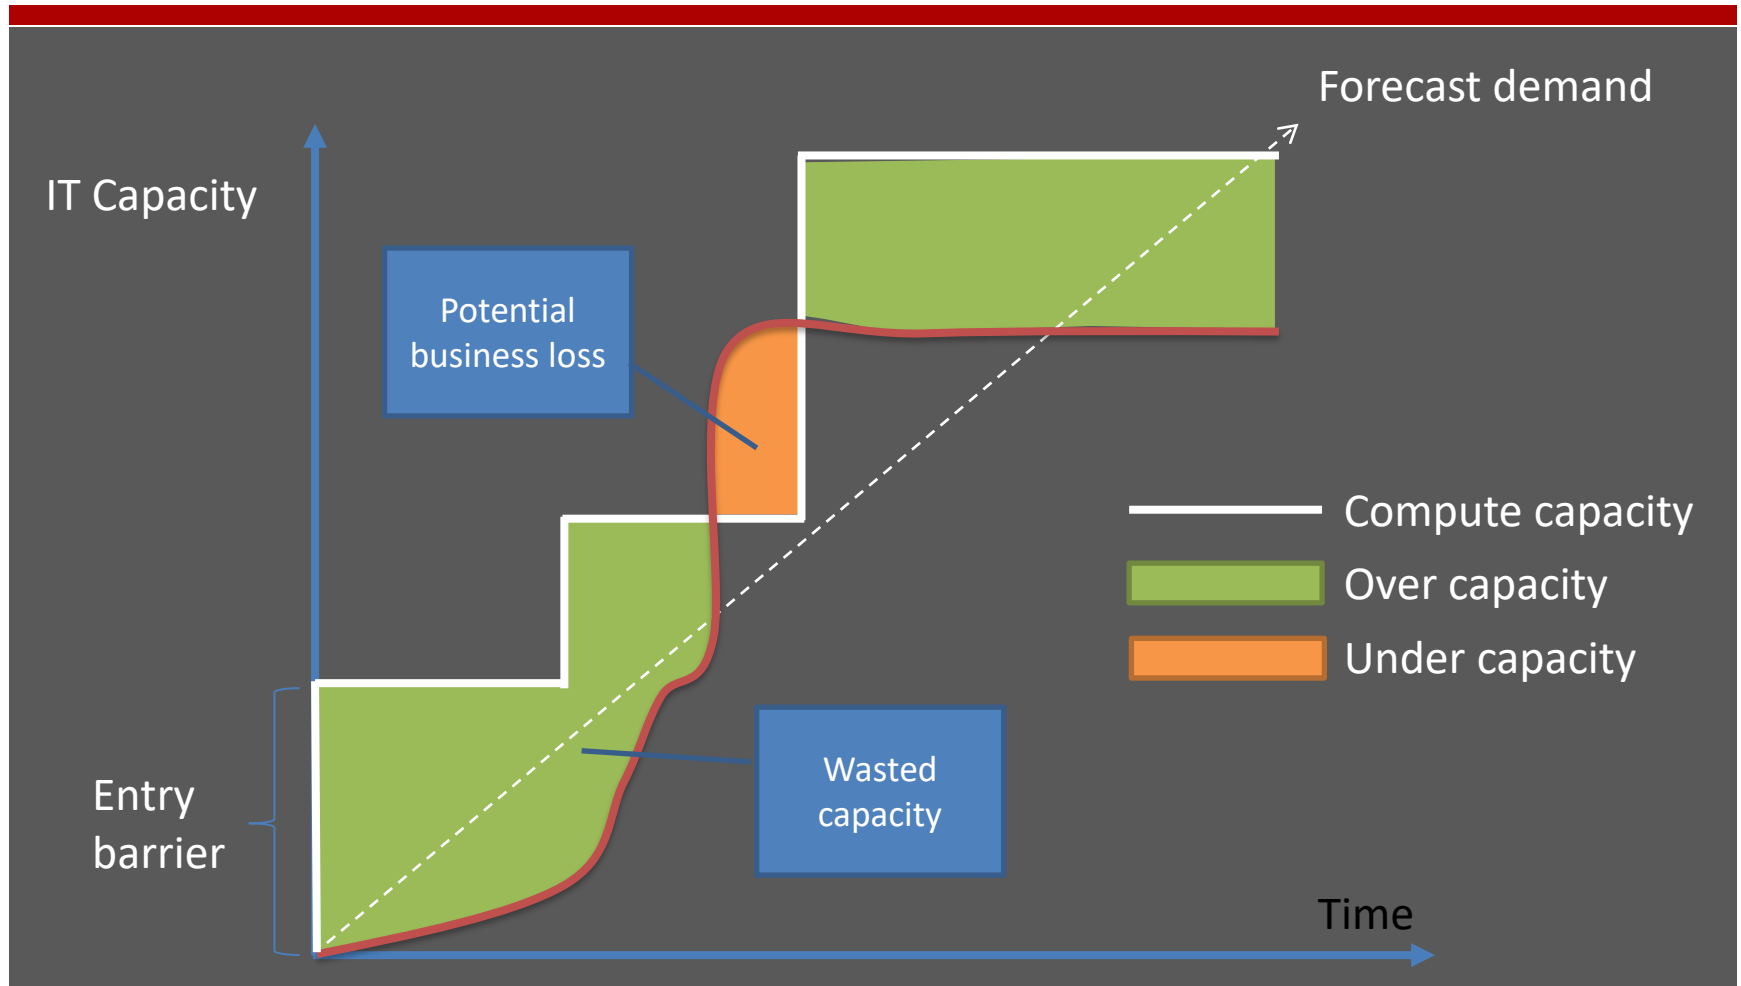 Forecast demand
IT Capacity
Potential
business loss
Compute capacity
Over capacity
Under capacity
Wasted
capacity
Entry
barrier
Time